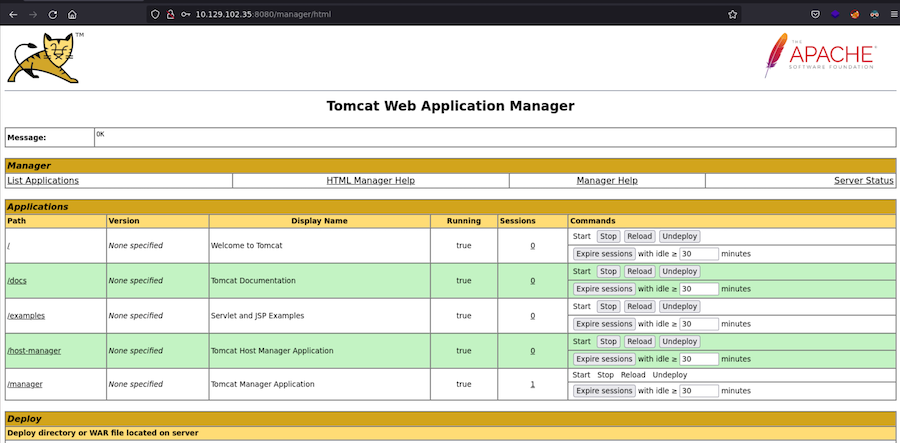 10.129.102.35:8080/manager/html
TM
THE
APACHE
SOFTWARE FOUNDATION
Tomcat Web Application Manager
Message: OK
Manager
List Applications HTML Manager Help Manager Help Server Status
Applications
Path Version Display Name Running Sessions Commands
/ None specified Welcome to Tomcat true 0 Start Stop Reload Undeploy
Expire sessions with idle ≥ 30 minutes
/docs None specified Tomcat Documentation true 0 Start Stop Reload Undeploy
Expire sessions with idle ≥ 30 minutes
/examples None specified Servlet and JSP Examples true 0 Start Stop Reload Undeploy
Expire sessions with idle ≥ 30 minutes
/host-manager None specified Tomcat Host Manager Application true 0 Start Stop Reload Undeploy
Expire sessions with idle ≥ 30 minutes
/manager None specified Tomcat Manager Application true 1 Start Stop Reload Undeploy
Expire sessions with idle ≥ 30 minutes
Deploy
Deploy directory or WAR file located on server